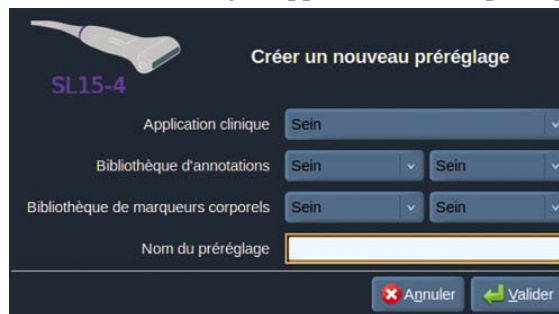 Créer un nouveau préréglage
SL15-4
Application clinique Sein
Bibliothèque d'annotations Sein Sein
Bibliothèque de marqueurs corporels Sein Sein
Nom du préréglage
Annuler Valider